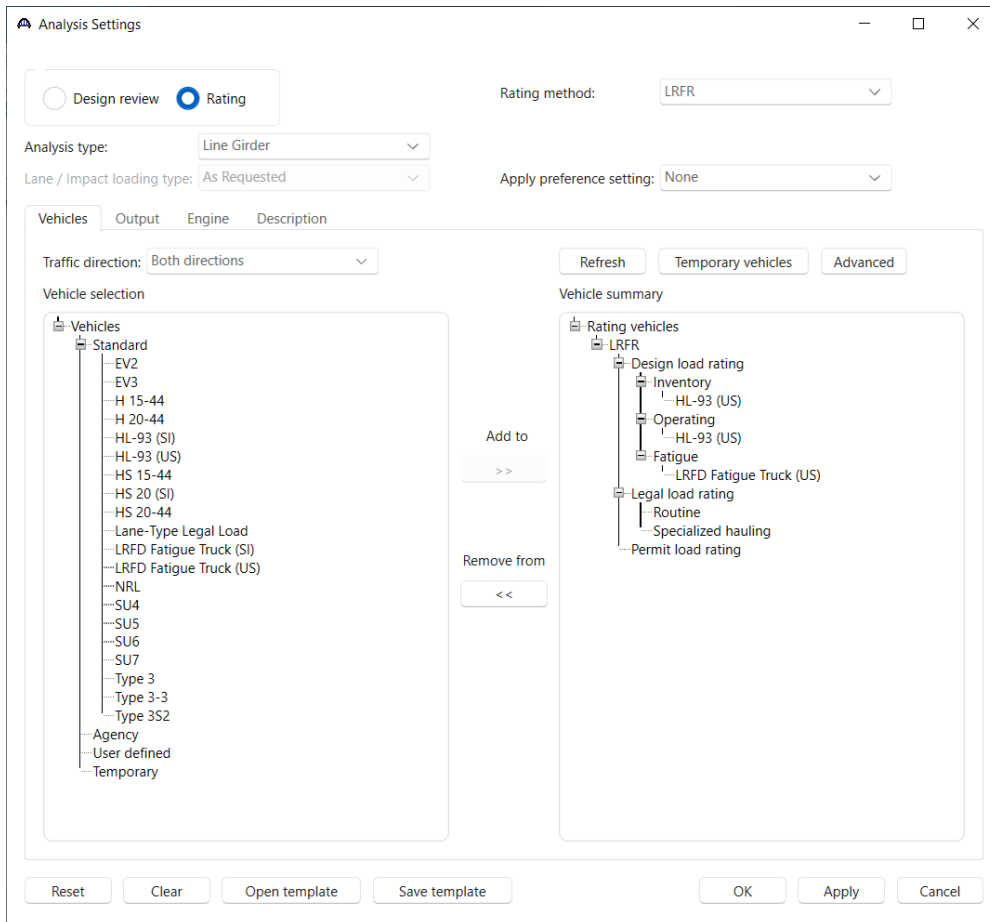 Analysis Settings
Design review Rating
Rating method: LRFR
Analysis type: Line Girder
Lane / Impact loading type: As Requested
Apply preference setting: None
Vehicles Output Engine Description
Traffic direction: Both directions
Refresh Temporary vehicles Advanced
Vehicle selection
Vehicles
Standard
EV2
EV3
H 15-44
H 20-44
HL-93 (SI)
HL-93 (US)
HS 15-44
HS 20 (SI)
HS 20-44
Lane-Type Legal Load
LRFD Fatigue Truck (SI)
LRFD Fatigue Truck (US)
NRL
SU4
SU5
SU6
SU7
Type 3
Type 3-3
Type 3S2
Agency
User defined
Temporary
Add to
>>
Remove from
<<
Vehicle summary
Rating vehicles
LRFR
Design load rating
Inventory
HL-93 (US)
Operating
HL-93 (US)
Fatigue
LRFD Fatigue Truck (US)
Legal load rating
Routine
Specialized hauling
Permit load rating
Reset Clear Open template Save template OK Apply Cancel